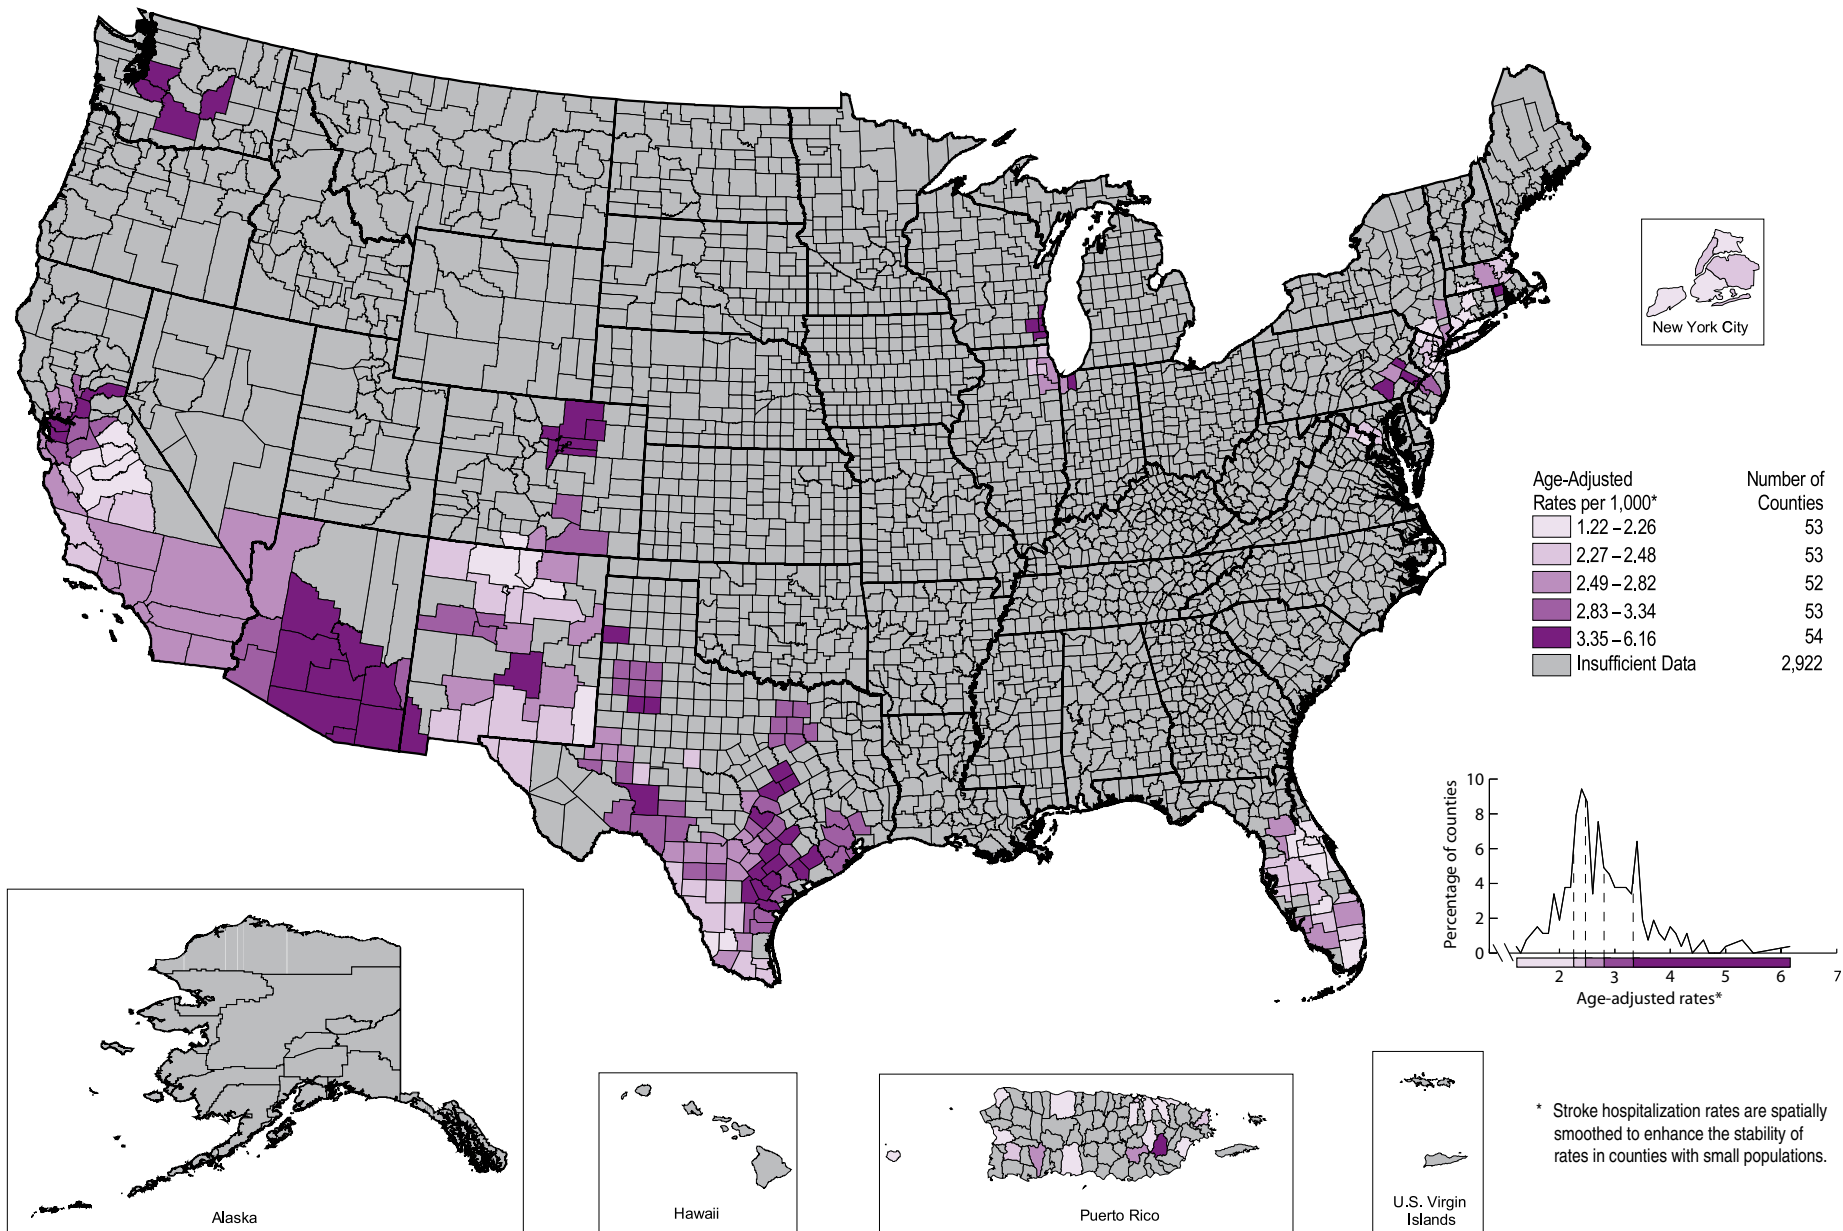 New York City
Age-Adjusted Number of
Rates per 1,000* Counties
1.22 – 2.26 53
2.27 – 2.48 53
2.49 – 2.82 52
2.83 – 3.34 53
3.35 – 6.16 54
Insufficient Data 2,922
Percentage of counties
10
8
6
4
2
0
2 3 4 5 6 7
Age-adjusted rates*
* Stroke hospitalization rates are spatially
smoothed to enhance the stability of
rates in counties with small populations.
Alaska
Hawaii
Puerto Rico
U.S. Virgin
Islands